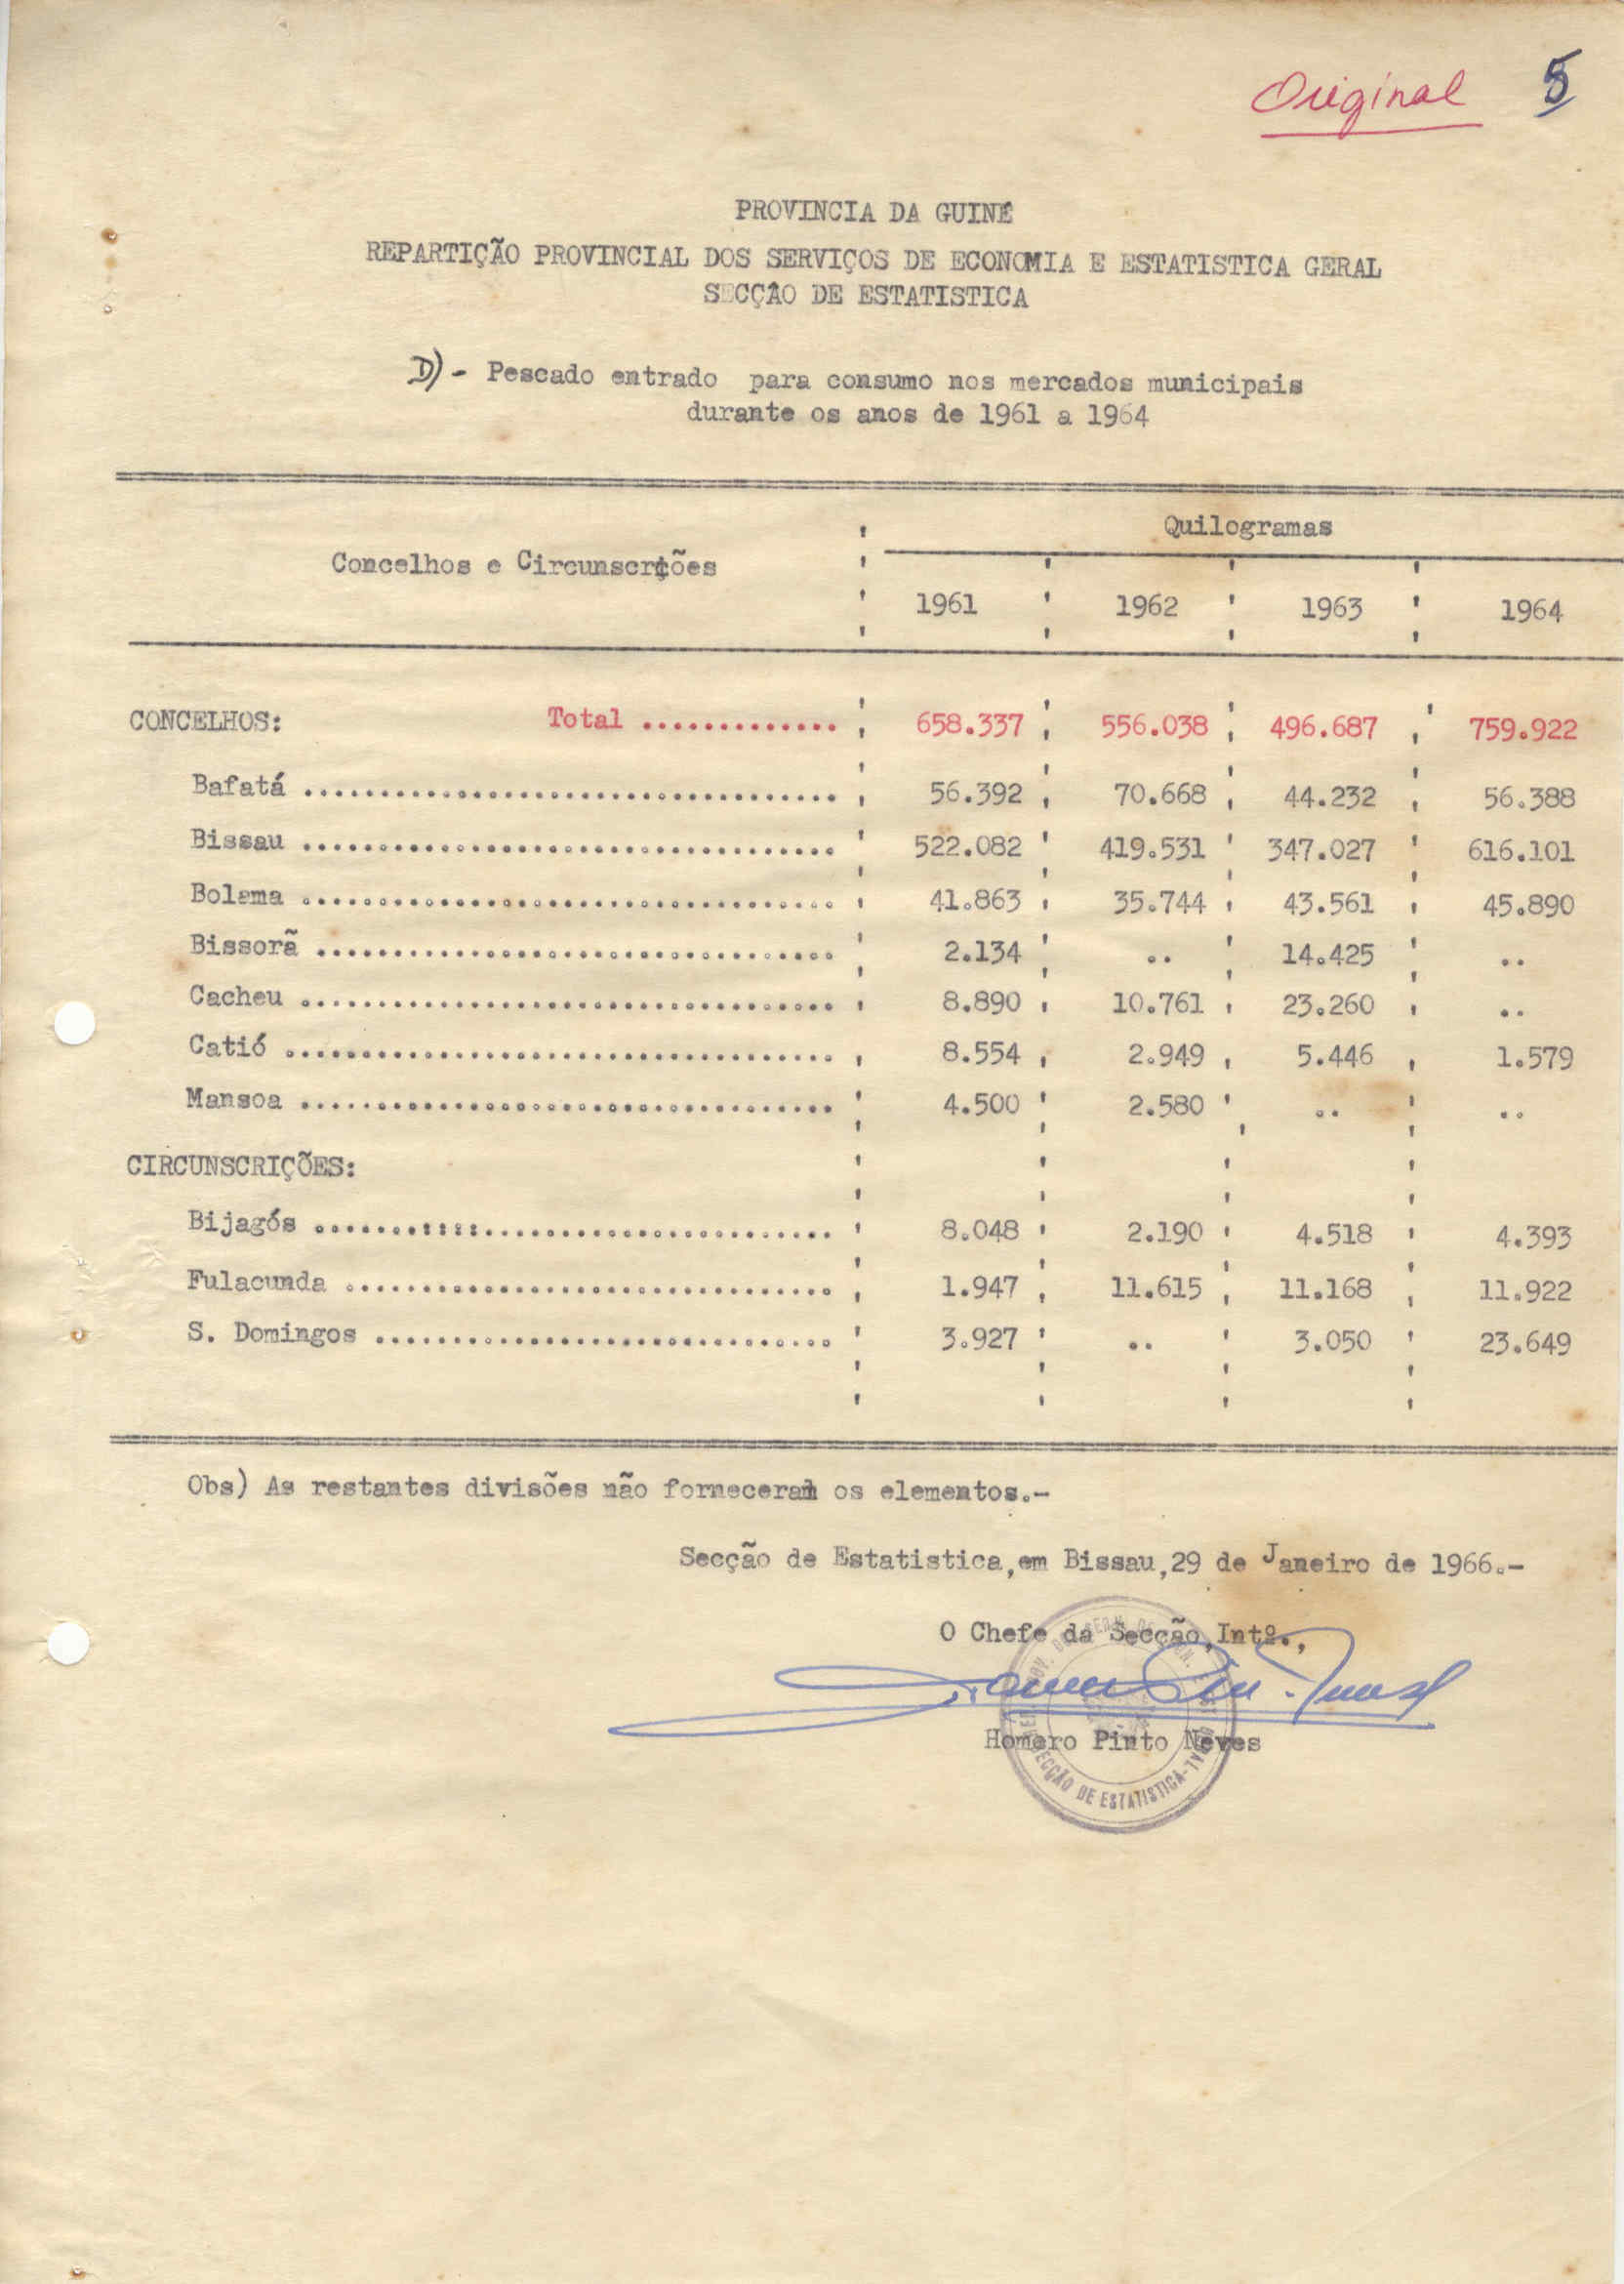 Original 5
PROVINCIA DA GUINÉ
REPARTIÇÃO PROVINCIAL DOS SERVIÇOS DE ECONOMIA E ESTATISTICA GERAL
SECÇÃO DE ESTATISTICA
D) - Pescado entrado para consumo nos mercados municipais
durante os anos de 1961 a 1964
Quilogramas
Concelhos e Circunscrições
1961 1962 1963 1964
CONCELHOS: Total ............. 658.337 556.038 496.687 759.922
Bafatá ................................... 56.392 70.668 44.232 56.388
Bissau ................................... 522.082 419.531 347.027 616.101
Bolama ................................... 41.863 35.744 43.561 45.890
Bissorã .................................. 2.134 .. 14.425 ..
Cacheu ................................... 8.890 10.761 23.260 ..
Catió .................................... 8.554 2.949 5.446 1.579
Mansoa ................................... 4.500 2.580 .. ..
CIRCUNSCRIÇÕES:
Bijagós .......::::....................... 8.048 2.190 4.518 4.393
Fulacunda ................................ 1.947 11.615 11.168 11.922
S. Domingos .............................. 3.927 .. 3.050 23.649
Obs) As restantes divisões não forneceram os elementos.-
Secção de Estatistica,em Bissau,29 de Janeiro de 1966.-
O Chefe da Secção,Intº.,
Homero Pinto Neves
SECÇÃO DE ESTATISTICA